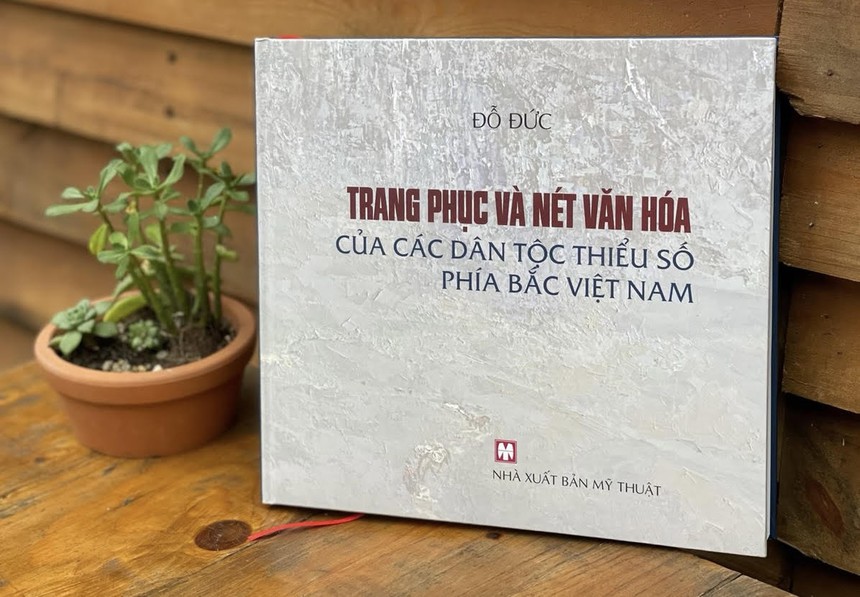 ĐỖ ĐỨC
TRANG PHỤC VÀ NÉT VĂN HÓA
CỦA CÁC DÂN TỘC THIỂU SỐ
PHÍA BẮC VIỆT NAM
NHÀ XUẤT BẢN MỸ THUẬT